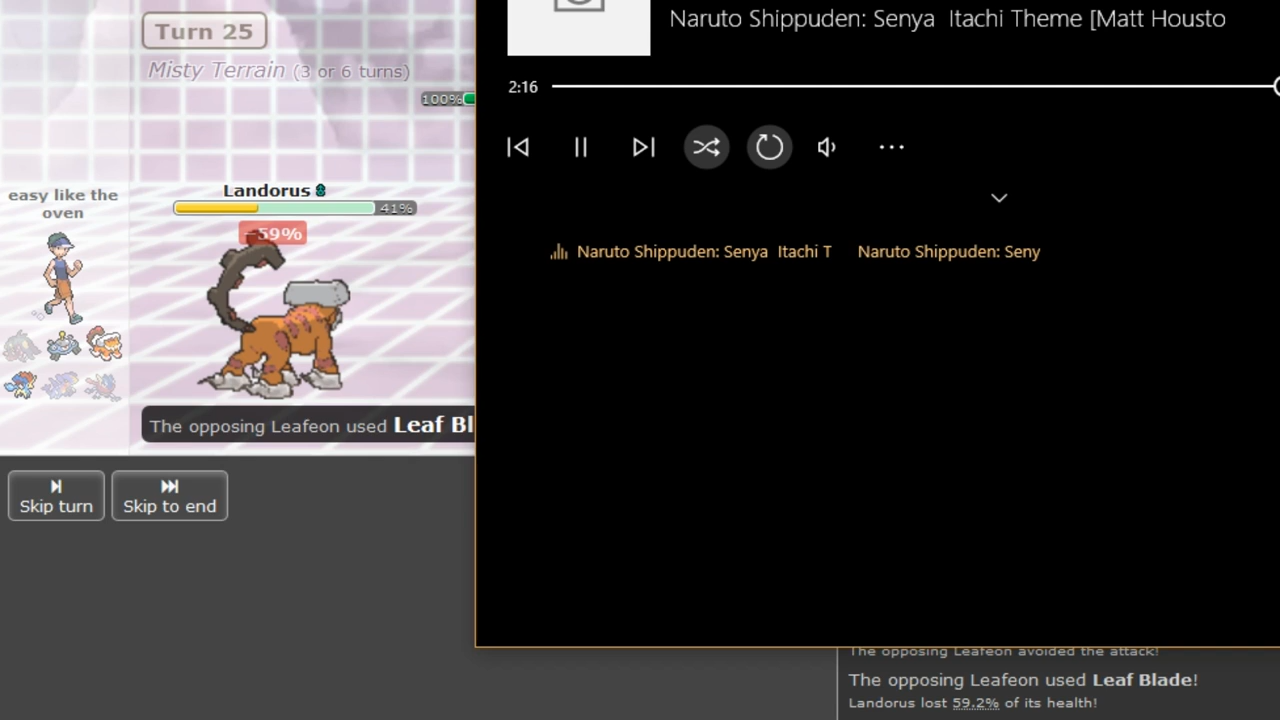 Turn 25
Misty Terrain (3 or 6 turns)
100%
Naruto Shippuden: Senya  Itachi Theme [Matt Housto
2:16
easy like the
oven
Landorus
41%
−59%
Naruto Shippuden: Senya  Itachi T
Naruto Shippuden: Seny
The opposing Leafeon used Leaf Bl
Skip turn
Skip to end
The opposing Leafeon avoided the attack!
The opposing Leafeon used Leaf Blade!
Landorus lost 59.2% of its health!